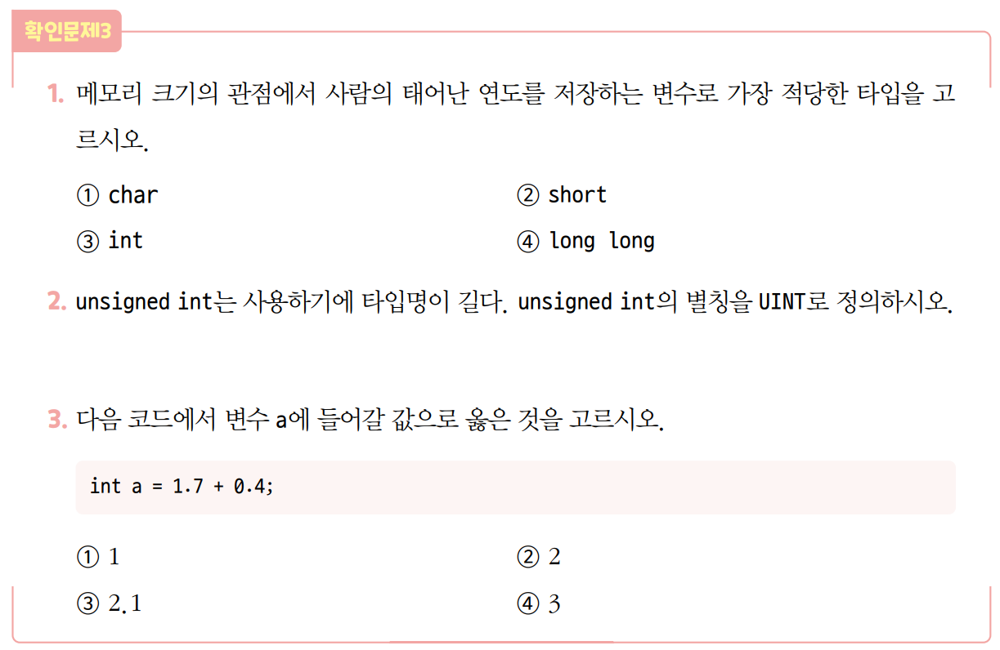 확인문제3
1. 메모리 크기의 관점에서 사람의 태어난 연도를 저장하는 변수로 가장 적당한 타입을 고
르시오.
① char ② short
③ int ④ long long
2. unsigned int는 사용하기에 타입명이 길다. unsigned int의 별칭을 UINT로 정의하시오.
3. 다음 코드에서 변수 a에 들어갈 값으로 옳은 것을 고르시오.
int a = 1.7 + 0.4;
① 1 ② 2
③ 2.1 ④ 3